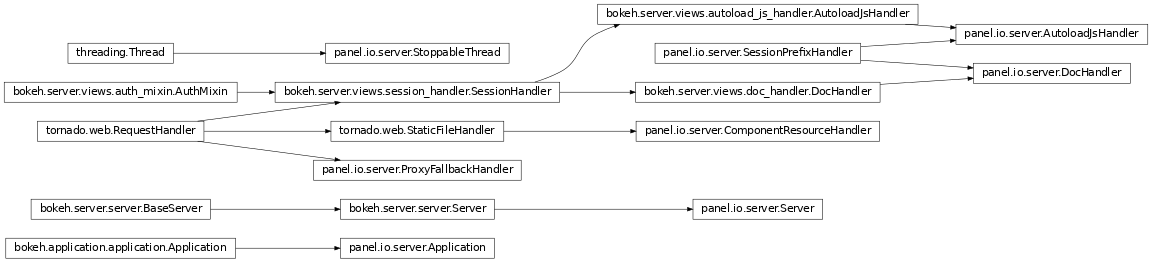 bokeh.server.views.autoload_js_handler.AutoloadJsHandler
panel.io.server.AutoloadJsHandler
threading.Thread
panel.io.server.StoppableThread
panel.io.server.SessionPrefixHandler
panel.io.server.DocHandler
bokeh.server.views.auth_mixin.AuthMixin
bokeh.server.views.session_handler.SessionHandler
bokeh.server.views.doc_handler.DocHandler
tornado.web.RequestHandler
tornado.web.StaticFileHandler
panel.io.server.ComponentResourceHandler
panel.io.server.ProxyFallbackHandler
bokeh.server.server.BaseServer
bokeh.server.server.Server
panel.io.server.Server
bokeh.application.application.Application
panel.io.server.Application